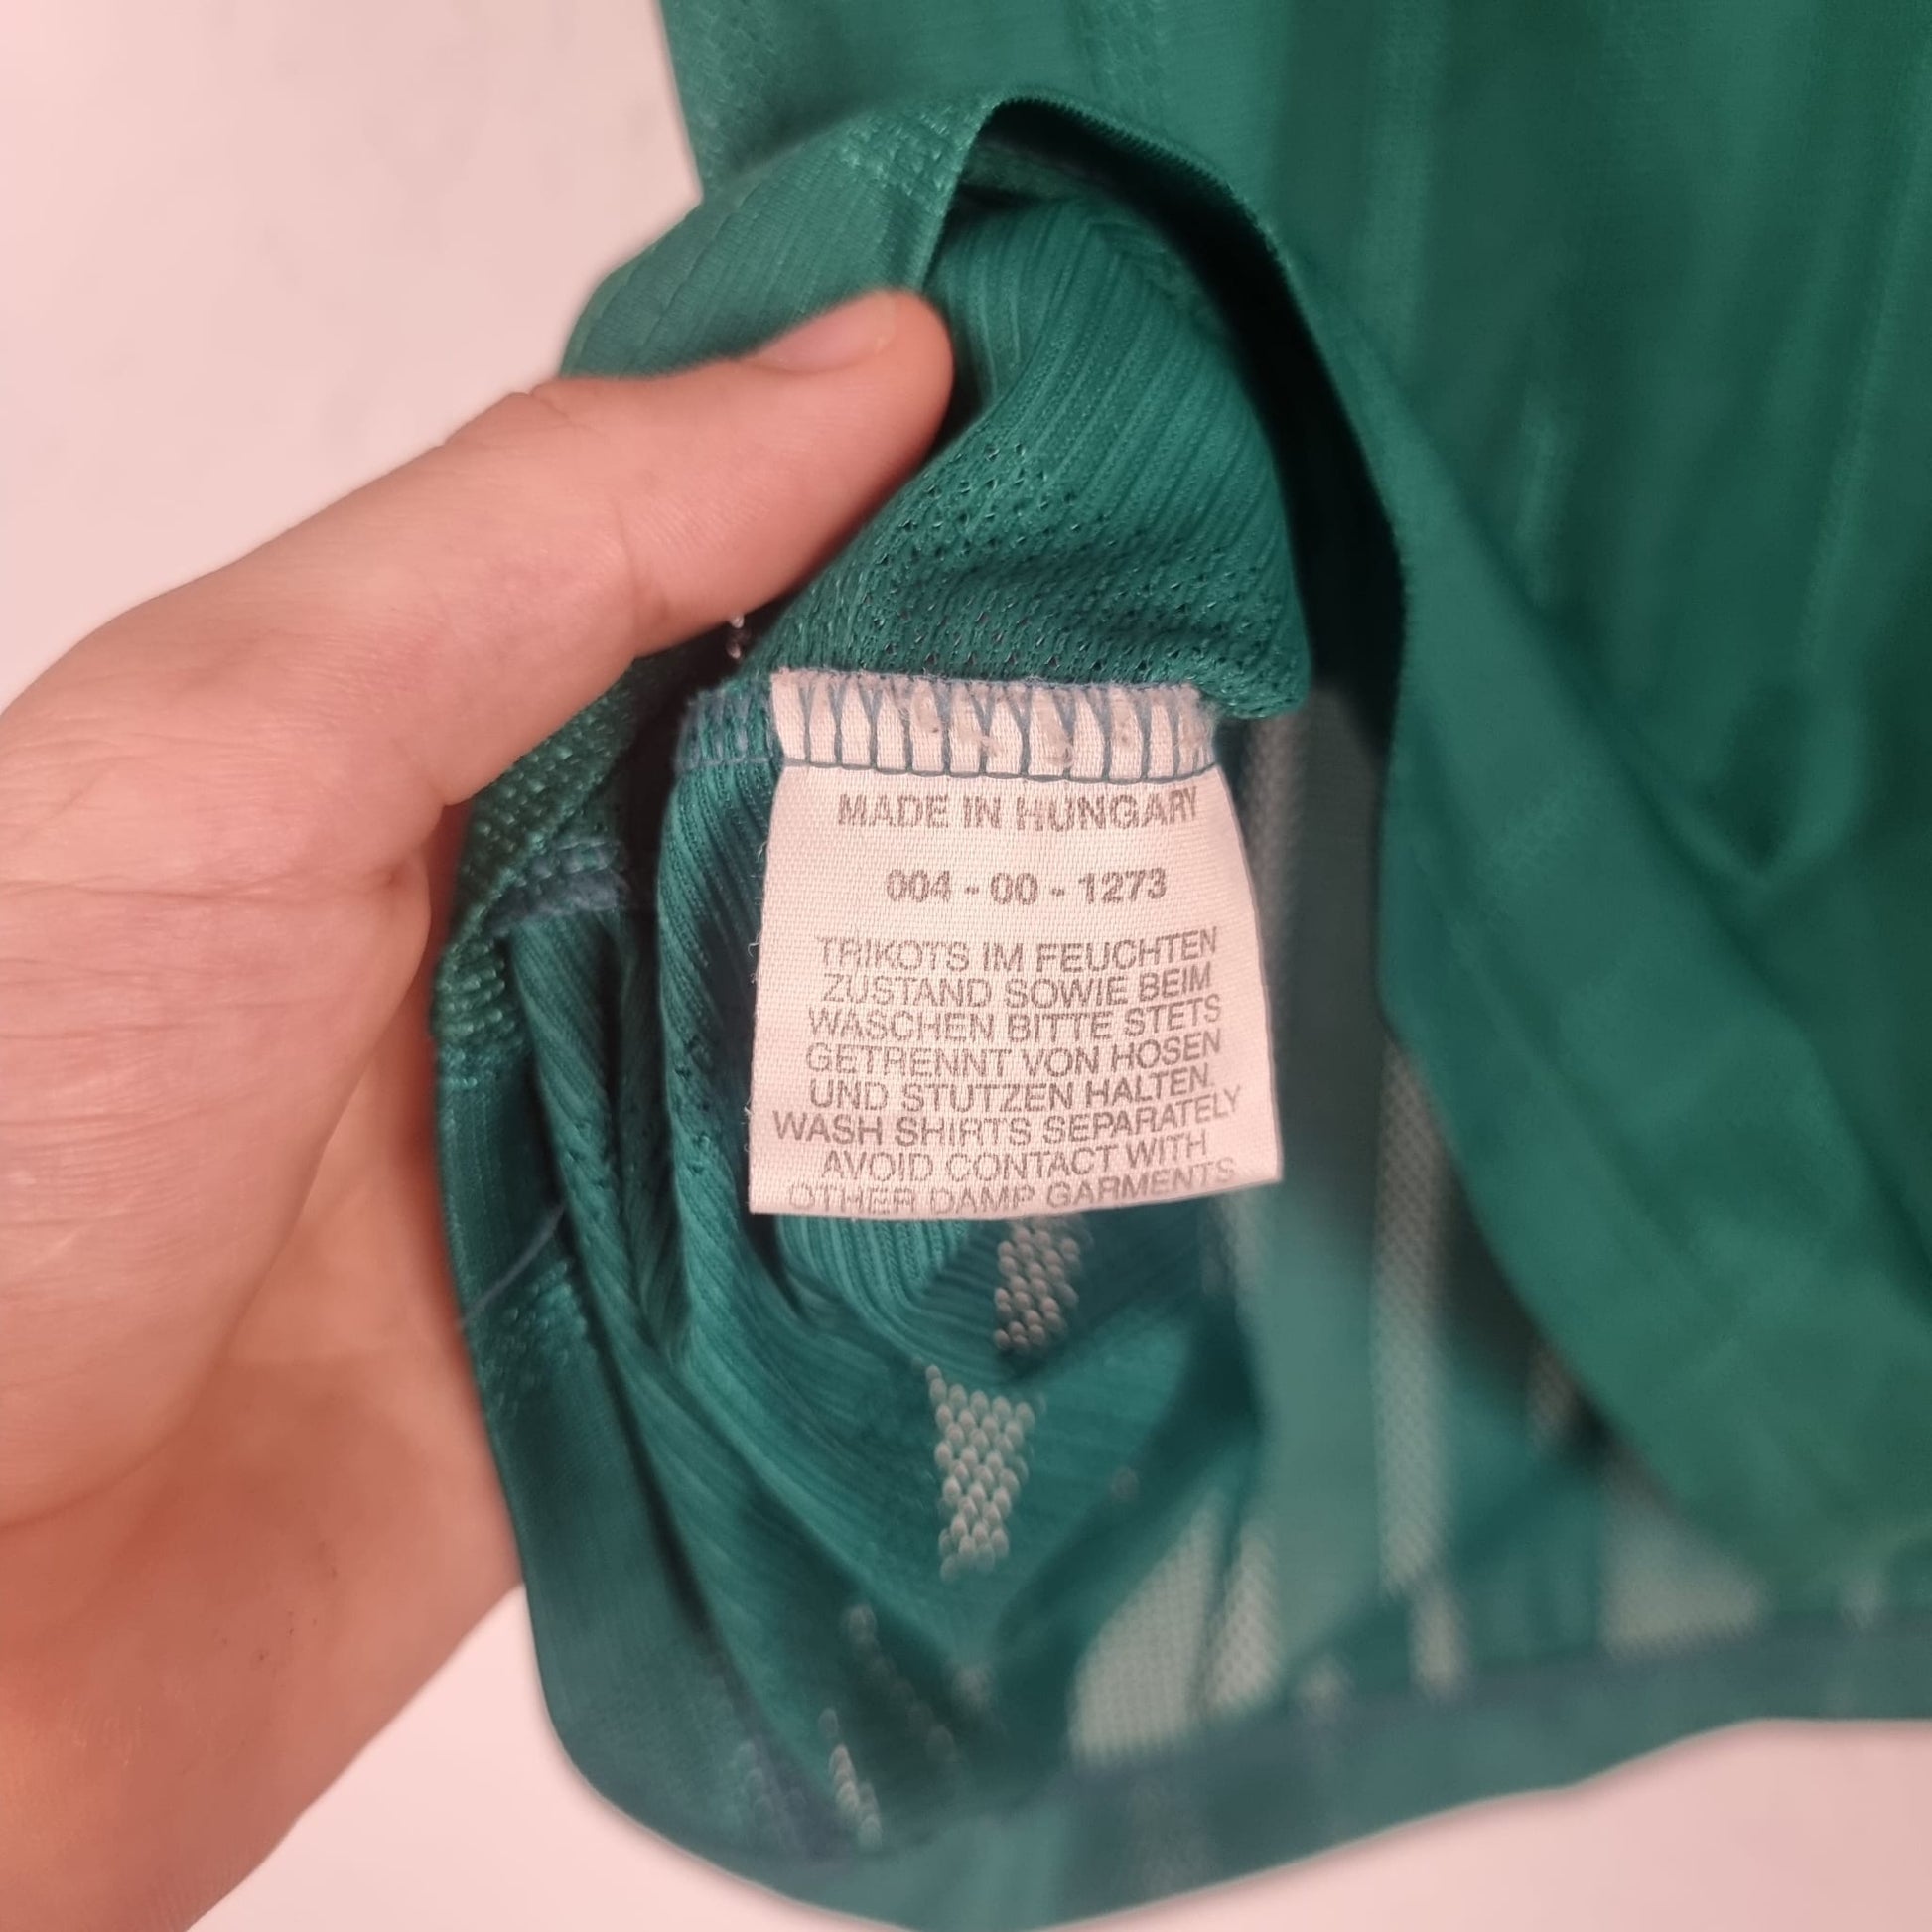 MADE IN HUNGARY
004 - 00 - 1273
TRIKOTS IM FEUCHTEN
ZUSTAND SOWIE BEIM
WASCHEN BITTE STETS
GETRENNT VON HOSEN
UND STUTZEN HALTEN.
WASH SHIRTS SEPARATELY
AVOID CONTACT WITH
OTHER DAMP GARMENTS